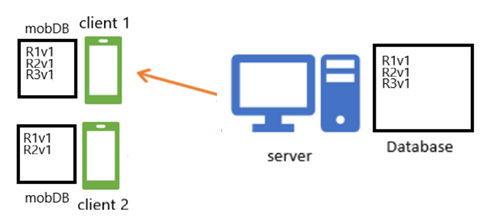 mobDB
client 1
R1v1
R2v1
R3v1
R1v1
R2v1
mobDB
client 2
server
R1v1
R2v1
R3v1
Database